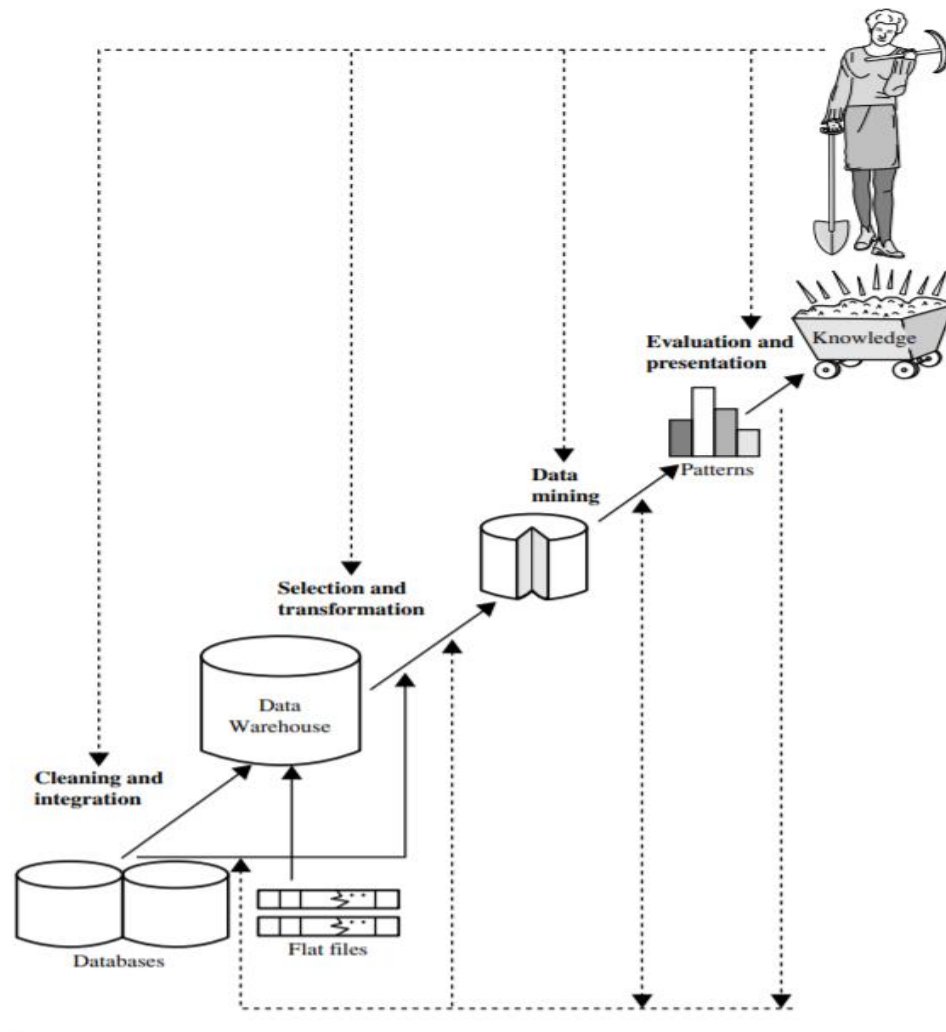 Evaluation and
presentation
Knowledge
Patterns
Data
mining
Selection and
transformation
Data
Warehouse
Cleaning and
integration
Databases
Flat files